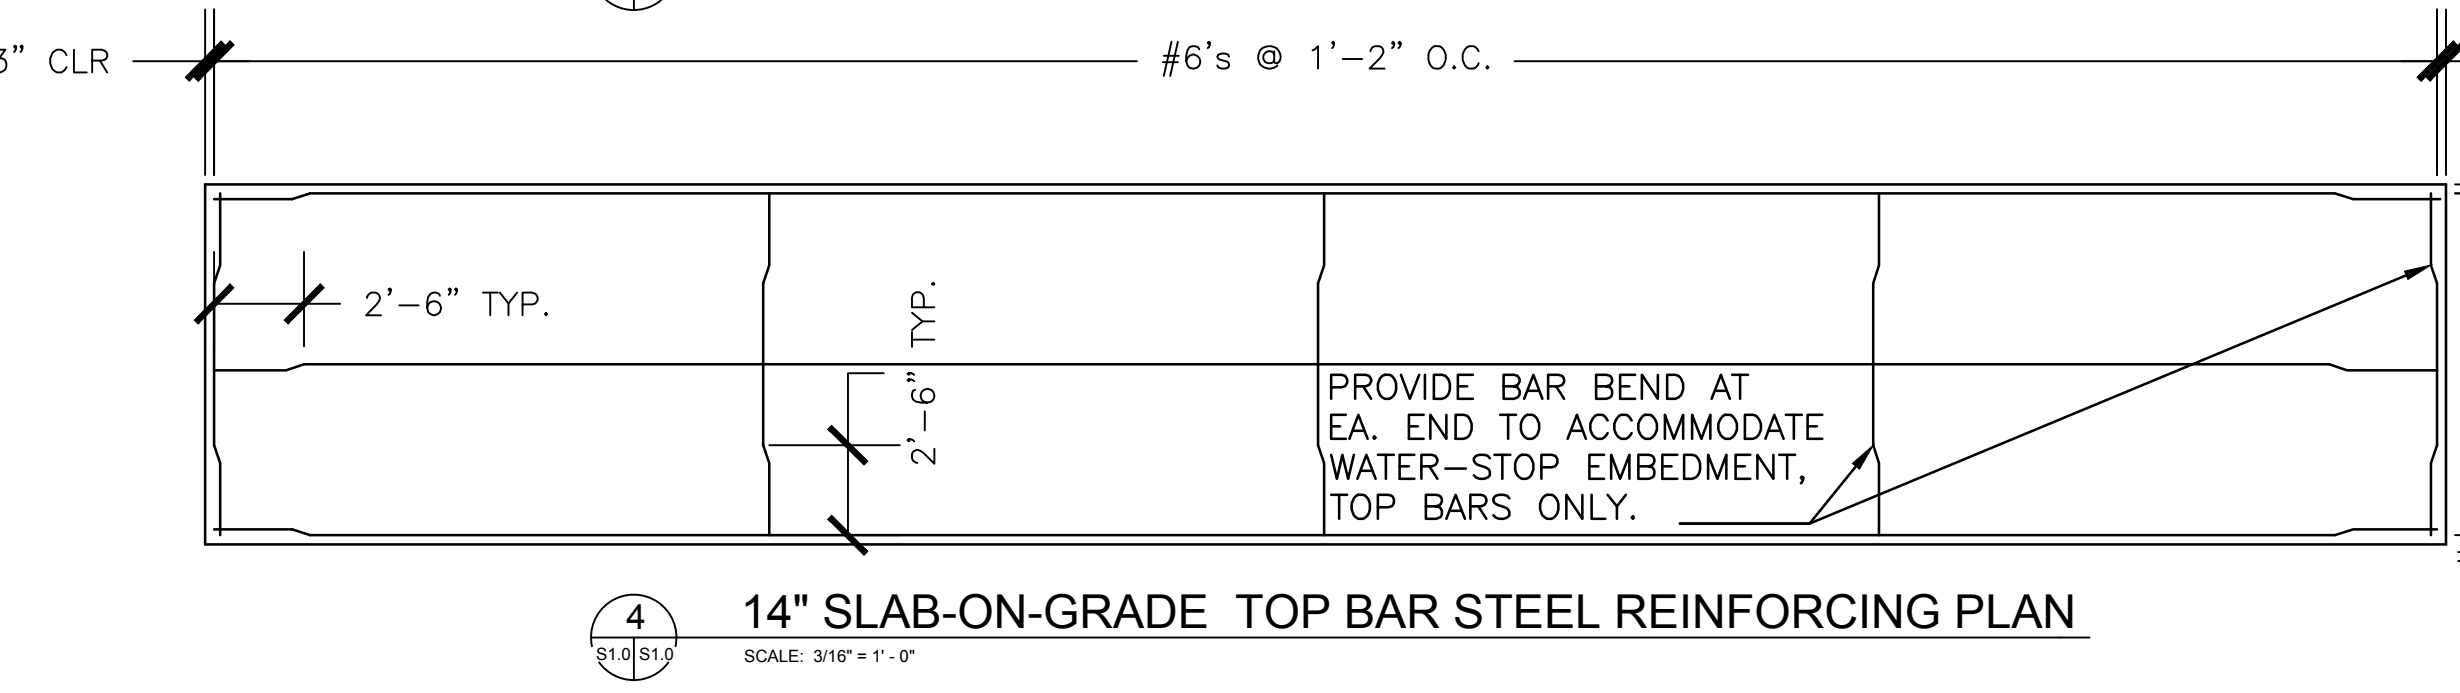 3” CLR
#6’s @ 1’-2” O.C.
2’-6” TYP.
2’-6” TYP.
PROVIDE BAR BEND AT
EA. END TO ACCOMMODATE
WATER-STOP EMBEDMENT,
TOP BARS ONLY.
4
S1.0 S1.0
14" SLAB-ON-GRADE TOP BAR STEEL REINFORCING PLAN
SCALE: 3/16" = 1' - 0"